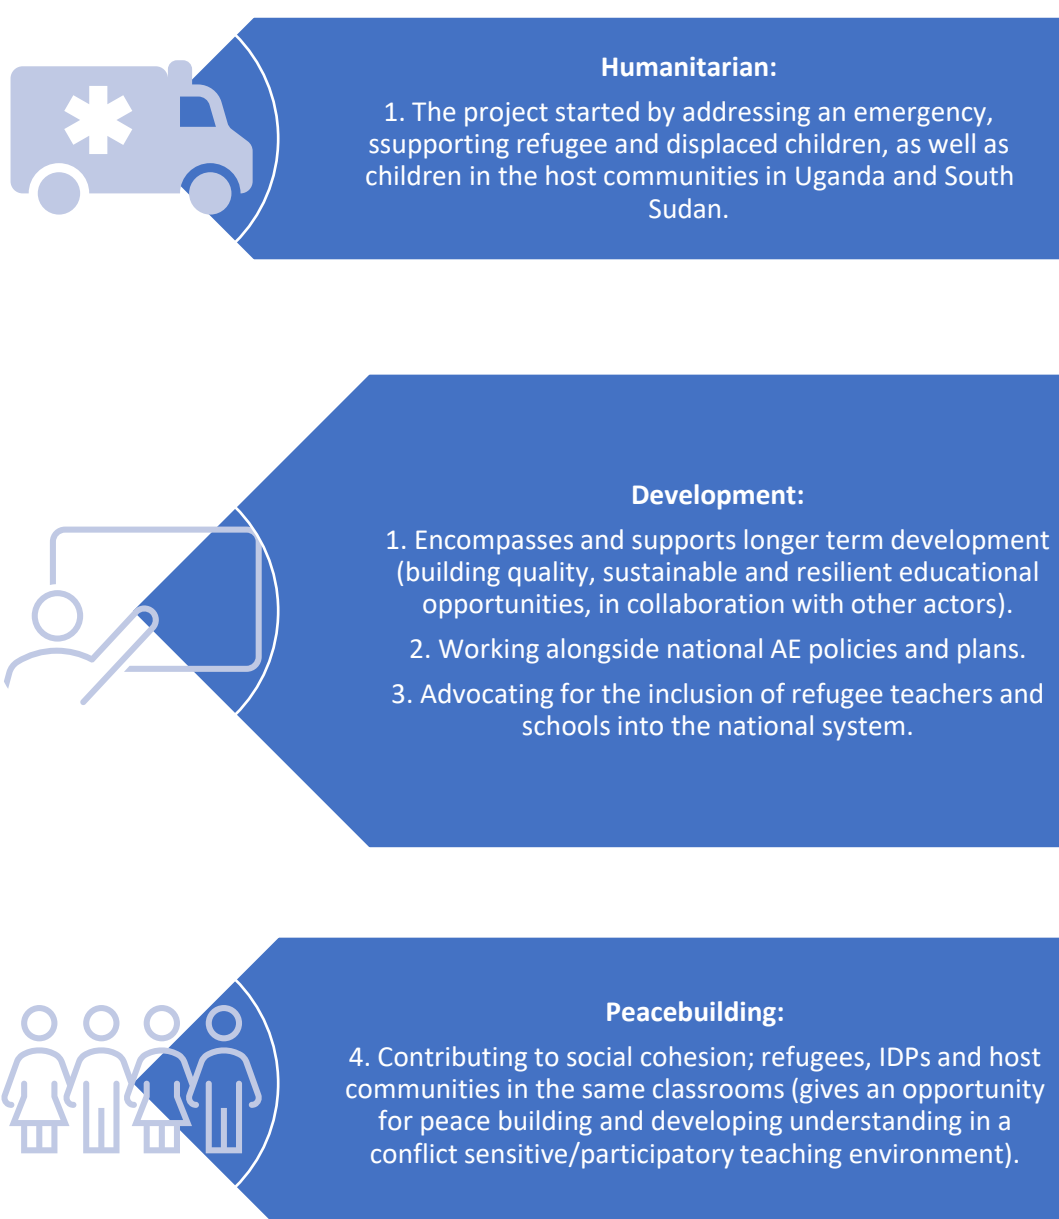 Humanitarian:
1. The project started by addressing an emergency,
ssupporting refugee and displaced children, as well as
children in the host communities in Uganda and South
Sudan.
Development:
1. Encompasses and supports longer term development
(building quality, sustainable and resilient educational
opportunities, in collaboration with other actors).
2. Working alongside national AE policies and plans.
3. Advocating for the inclusion of refugee teachers and
schools into the national system.
Peacebuilding:
4. Contributing to social cohesion; refugees, IDPs and host
communities in the same classrooms (gives an opportunity
for peace building and developing understanding in a
conflict sensitive/participatory teaching environment).